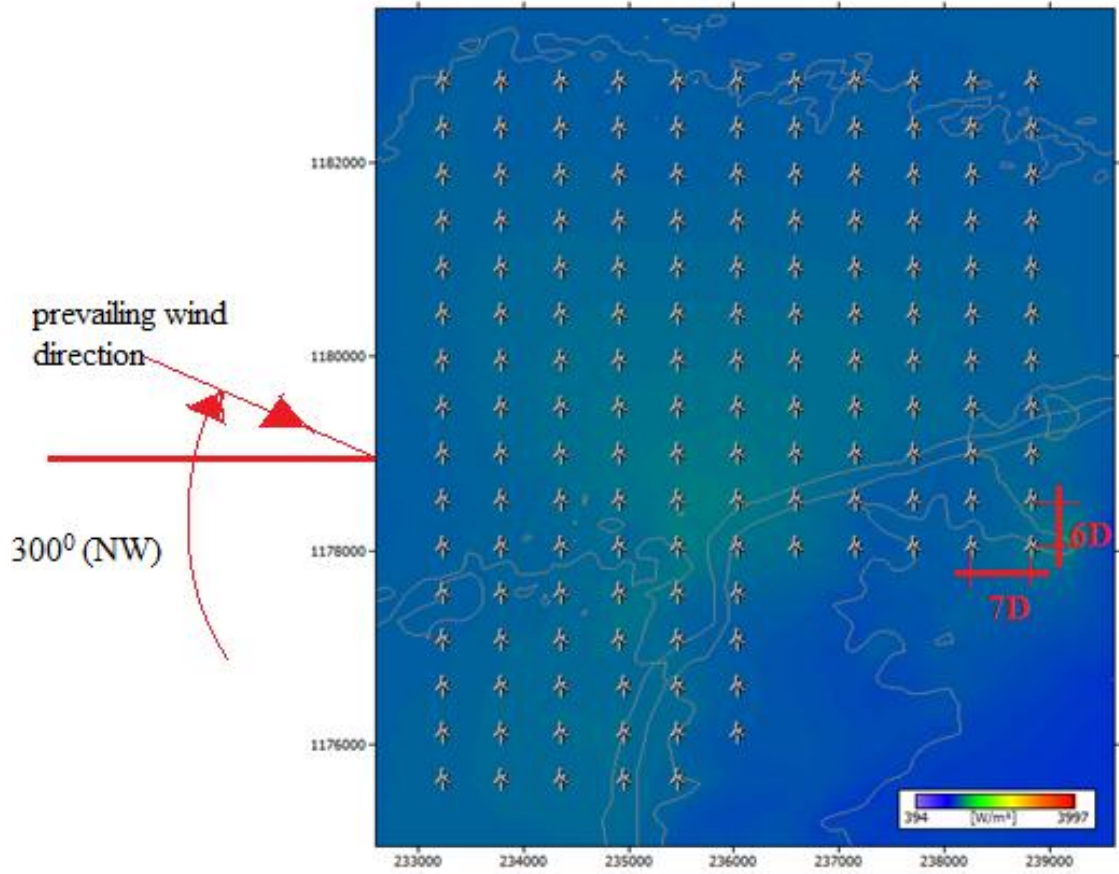 prevailing wind
direction
300⁰ (NW)
1182000
1180000
1178000
1176000
6D
7D
394 [W/m²] 3997
233000 234000 235000 236000 237000 238000 239000